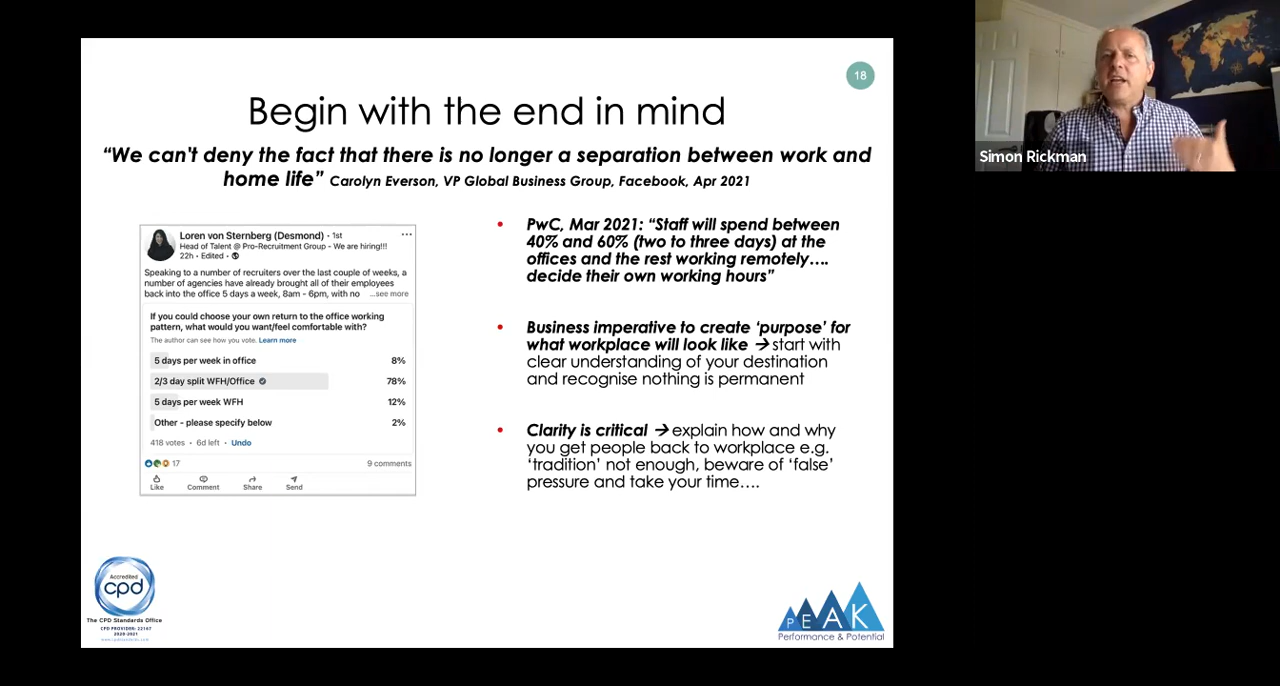 18
Begin with the end in mind
“We can't deny the fact that there is no longer a separation between work and
home life” Carolyn Everson, VP Global Business Group, Facebook, Apr 2021
Loren von Sternberg (Desmond) • 1st
Head of Talent @ Pro-Recruitment Group - We are hiring!!!
22h • Edited •
Speaking to a number of recruiters over the last couple of weeks, a
number of agencies have already brought all of their employees
back into the office 5 days a week, 8am - 6pm, with no ...see more
If you could choose your own return to the office working
pattern, what would you want/feel comfortable with?
The author can see how you vote. Learn more
5 days per week in office 8%
2/3 day split WFH/Office 78%
5 days per week WFH 12%
Other - please specify below 2%
418 votes • 6d left • Undo
17 9 comments
Like Comment Share Send
• PwC, Mar 2021: “Staff will spend between
40% and 60% (two to three days) at the
offices and the rest working remotely….
decide their own working hours”
• Business imperative to create ‘purpose’ for
what workplace will look like → start with
clear understanding of your destination
and recognise nothing is permanent
• Clarity is critical → explain how and why
you get people back to workplace e.g.
‘tradition’ not enough, beware of ‘false’
pressure and take your time….
Accredited
cpd
The CPD Standards Office
CPD PROVIDER: 22167
2020-2021
PEAK
Performance & Potential
Simon Rickman